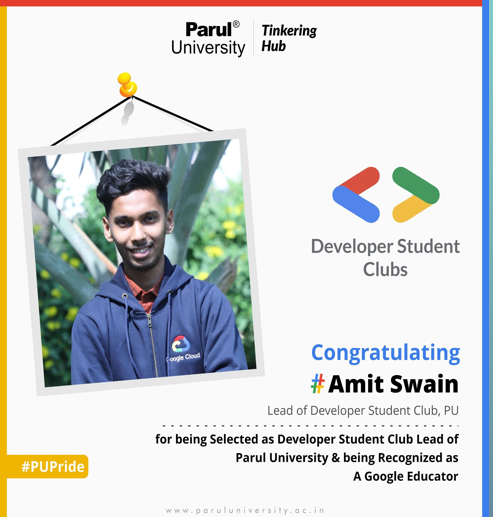 Parul®
University
Tinkering
Hub
Google Cloud
Developer Student
Clubs
Congratulating
#Amit Swain
Lead of Developer Student Club, PU
for being Selected as Developer Student Club Lead of
Parul University & being Recognized as
A Google Educator
#PUPride
www.paruluniversity.ac.in